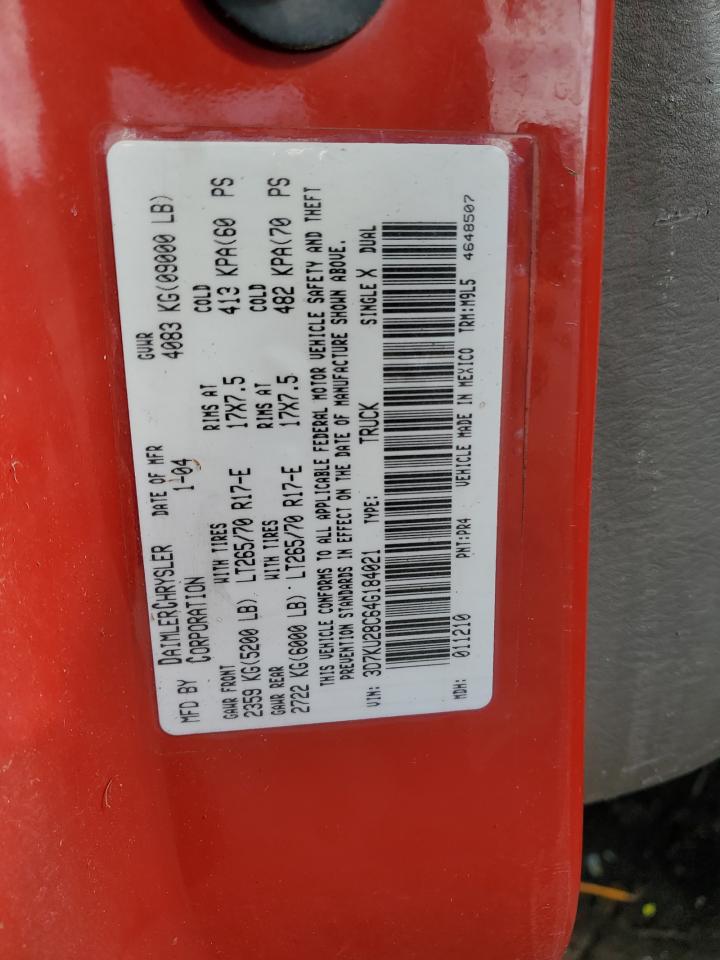 MFD BY DAIMLERCHRYSLER CORPORATION DATE OF MFR 1-04 GVWR 4083 KG(09000 LB)
GAWR FRONT WITH TIRES RIMS AT COLD
2359 KG(5200 LB) LT265/70 R17-E 17X7.5 413 KPA(60 PS
GAWR REAR WITH TIRES RIMS AT COLD
2722 KG(6000 LB) LT265/70 R17-E 17X7.5 482 KPA(70 PS
THIS VEHICLE CONFORMS TO ALL APPLICABLE FEDERAL MOTOR VEHICLE SAFETY AND THEFT
PREVENTION STANDARDS IN EFFECT ON THE DATE OF MANUFACTURE SHOWN ABOVE.
VIN: 3D7KU28C64G184021 TYPE: TRUCK SINGLE X DUAL
MDH: 011210 PNT:PR4 VEHICLE MADE IN MEXICO TRM:M9L5 4648507